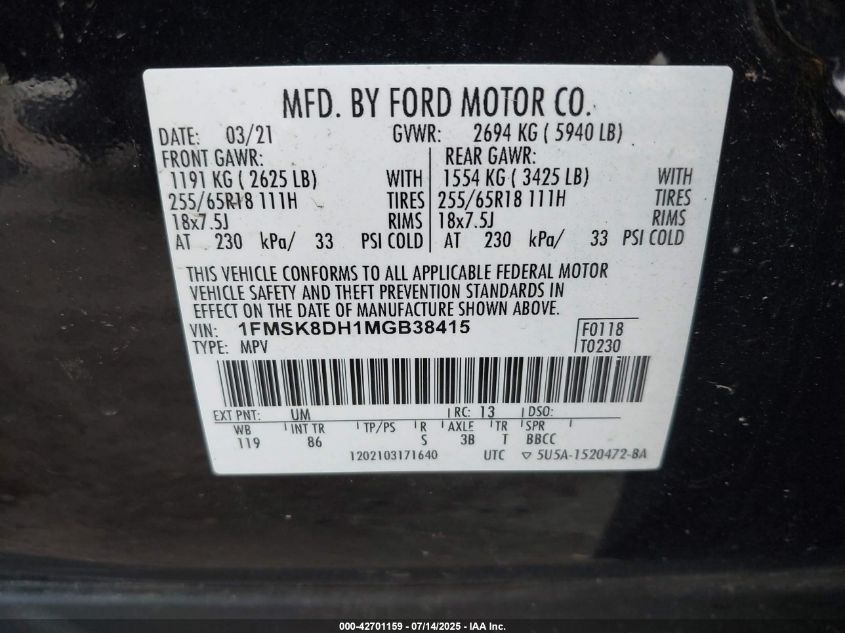 MFD. BY FORD MOTOR CO.
DATE: 03/21 GVWR: 2694 KG ( 5940 LB)
FRONT GAWR: REAR GAWR:
1191 KG ( 2625 LB) WITH 1554 KG ( 3425 LB) WITH
255/65R18 111H TIRES 255/65R18 111H TIRES
18x7.5J RIMS 18x7.5J RIMS
AT 230 kPa/ 33 PSI COLD AT 230 kPa/ 33 PSI COLD
THIS VEHICLE CONFORMS TO ALL APPLICABLE FEDERAL MOTOR
VEHICLE SAFETY AND THEFT PREVENTION STANDARDS IN
EFFECT ON THE DATE OF MANUFACTURE SHOWN ABOVE.
VIN: 1FMSK8DH1MGB38415 F0118
TYPE: MPV T0230
EXT PNT: UM RC: 13 DSO:
WB INT TR TP/PS R AXLE TR SPR
119 86 S 3B T BBCC
1202103171640 UTC ▽ 5U5A-1520472-BA
000-42701159 - 07/14/2025 - IAA Inc.